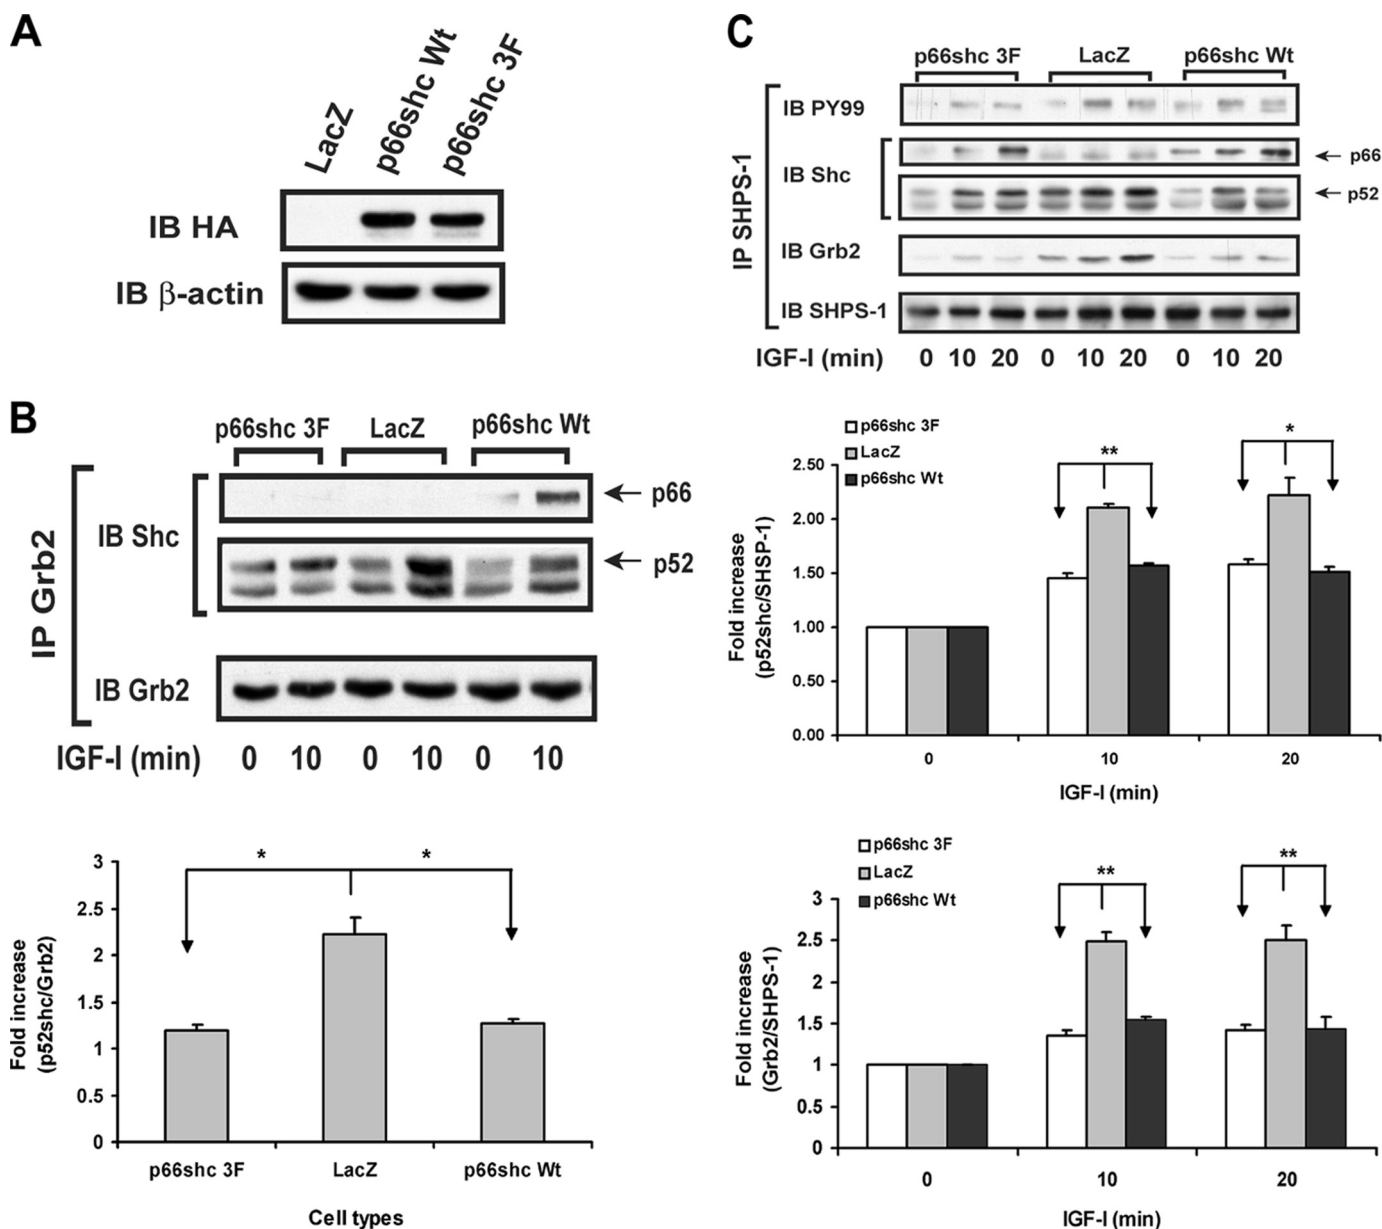 A
LacZ
p66shc Wt
p66shc 3F
IB HA
IB β-actin
B
p66shc 3F LacZ p66shc Wt
IP Grb2
IB Shc
p66
p52
IB Grb2
IGF-I (min) 0 10 0 10 0 10
Fold increase
(p52shc/Grb2)
3
2.5
2
1.5
1
0.5
0
* *
p66shc 3F LacZ p66shc Wt
Cell types
C
p66shc 3F LacZ p66shc Wt
IP SHPS-1
IB PY99
IB Shc
p66
p52
IB Grb2
IB SHPS-1
IGF-I (min) 0 10 20 0 10 20 0 10 20
p66shc 3F
LacZ
p66shc Wt
** *
Fold increase
(p52shc/SHSP-1)
2.50
2.00
1.50
1.00
0.50
0.00
0 10 20
IGF-I (min)
p66shc 3F
LacZ
p66shc Wt
** **
Fold increase
(Grb2/SHPS-1)
3
2.5
2
1.5
1
0.5
0
0 10 20
IGF-I (min)